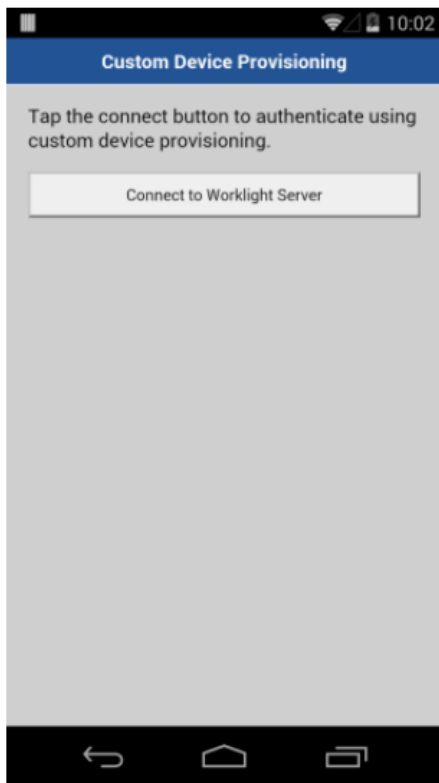 10:02
Custom Device Provisioning
Tap the connect button to authenticate using
custom device provisioning.
Connect to Worklight Server